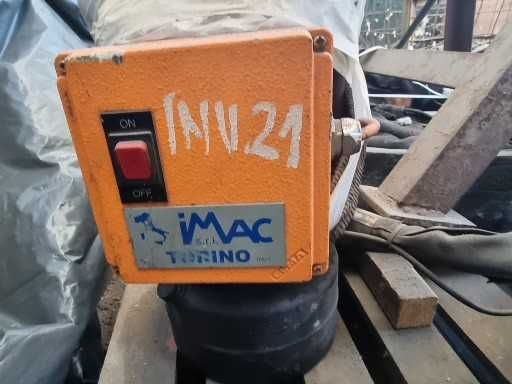 INV.21
ON
OFF
iMAC
s.r.l.
TORINO